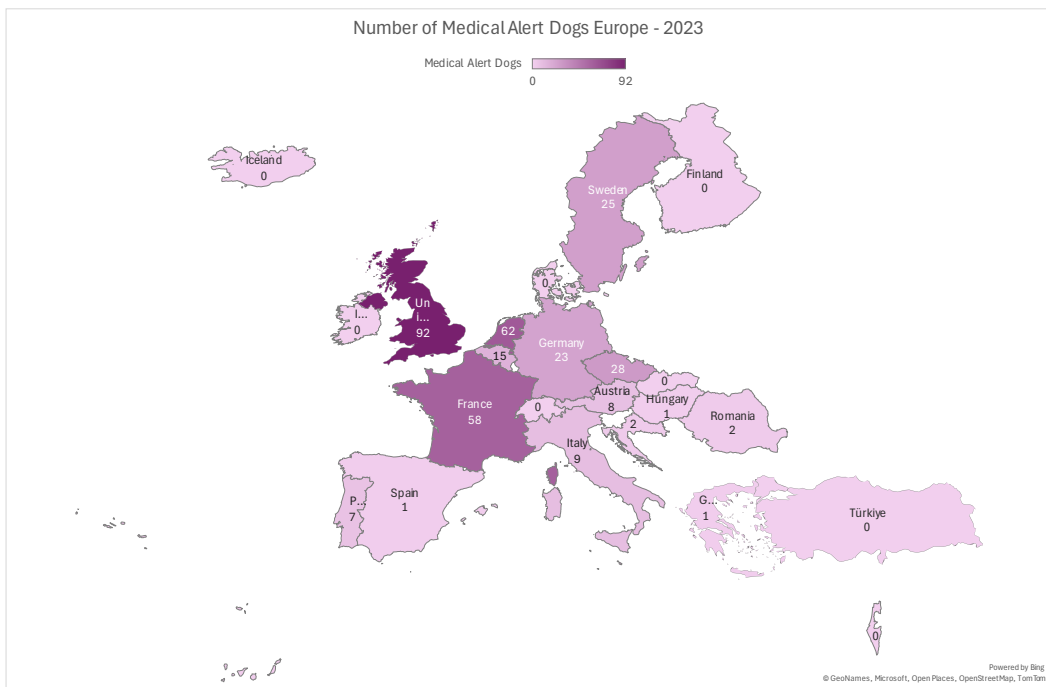 Number of Medical Alert Dogs Europe - 2023
Medical Alert Dogs
0
92
Iceland
0
Finland
0
Sweden
25
0
Un
i...
92
I...
0
62
15
Germany
23
28
0
Austria
8
Hungary
1
0
2
Romania
2
France
58
Italy
9
Spain
1
P...
7
G...
1
Türkiye
0
0
Powered by Bing
© GeoNames, Microsoft, Open Places, OpenStreetMap, TomTom